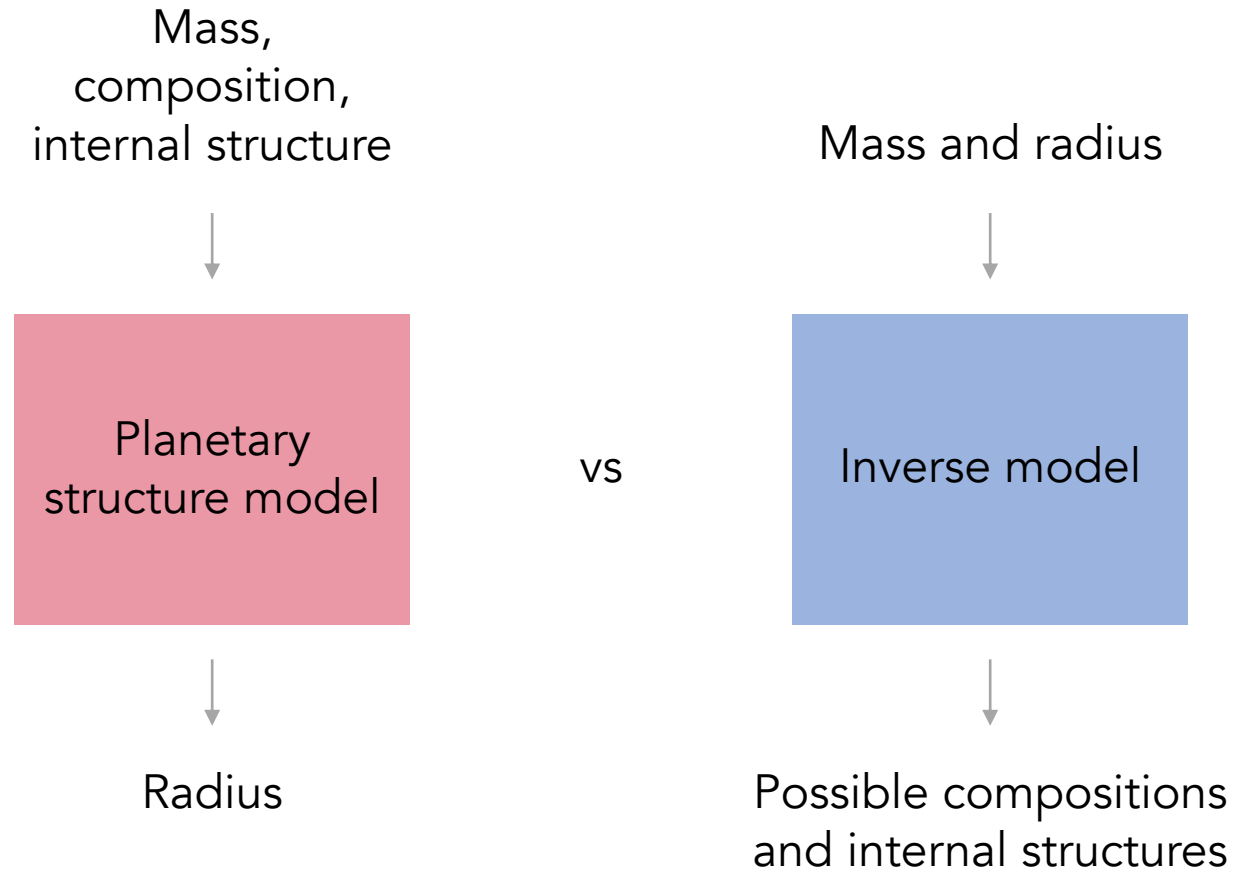 Mass,
composition,
internal structure
Planetary
structure model
Radius
vs
Mass and radius
Inverse model
Possible compositions
and internal structures